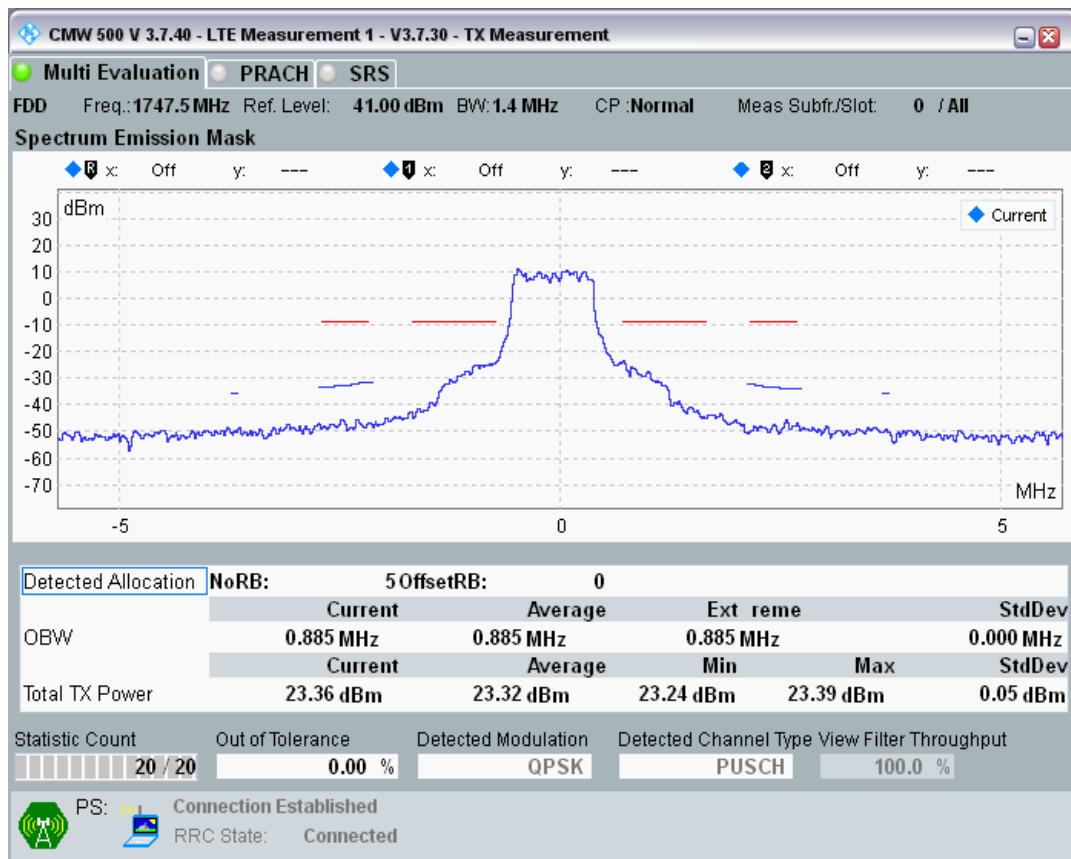 CMW 500 V 3.7.40 - LTE Measurement 1 - V3.7.30 - TX Measurement
Multi Evaluation PRACH SRS
FDD Freq.:1747.5 MHz Ref. Level: 41.00 dBm BW:1.4 MHz CP :Normal Meas Subfr./Slot: 0 / All
Spectrum Emission Mask
R x: Off y: --- 1 x: Off y: --- 2 x: Off y: ---
dBm
Current
30
20
10
0
-10
-20
-30
-40
-50
-60
-70
MHz
-5 0 5
Detected Allocation NoRB: 5 OffsetRB: 0
Current Average Ext reme StdDev
OBW 0.885 MHz 0.885 MHz 0.885 MHz 0.000 MHz
Current Average Min Max StdDev
Total TX Power 23.36 dBm 23.32 dBm 23.24 dBm 23.39 dBm 0.05 dBm
Statistic Count Out of Tolerance Detected Modulation Detected Channel Type View Filter Throughput
20 / 20 0.00 % QPSK PUSCH 100.0 %
PS: Connection Established
RRC State: Connected